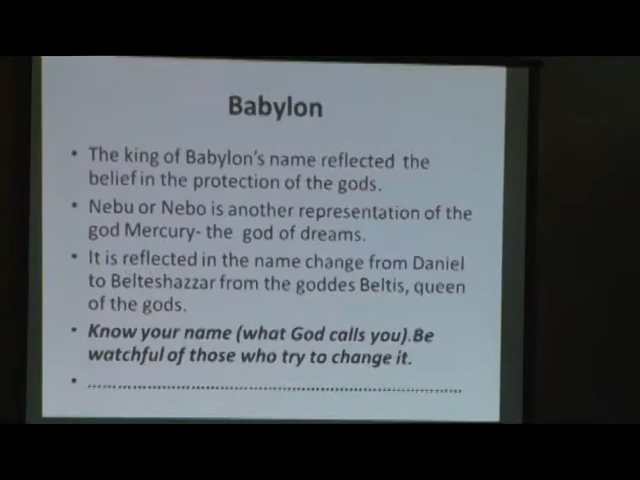 Babylon
• The king of Babylon's name reflected the
belief in the protection of the gods.
• Nebu or Nebo is another representation of the
god Mercury- the god of dreams.
• It is reflected in the name change from Daniel
to Belteshazzar from the goddes Beltis, queen
of the gods.
• Know your name (what God calls you).Be
watchful of those who try to change it.
• ................................................................................